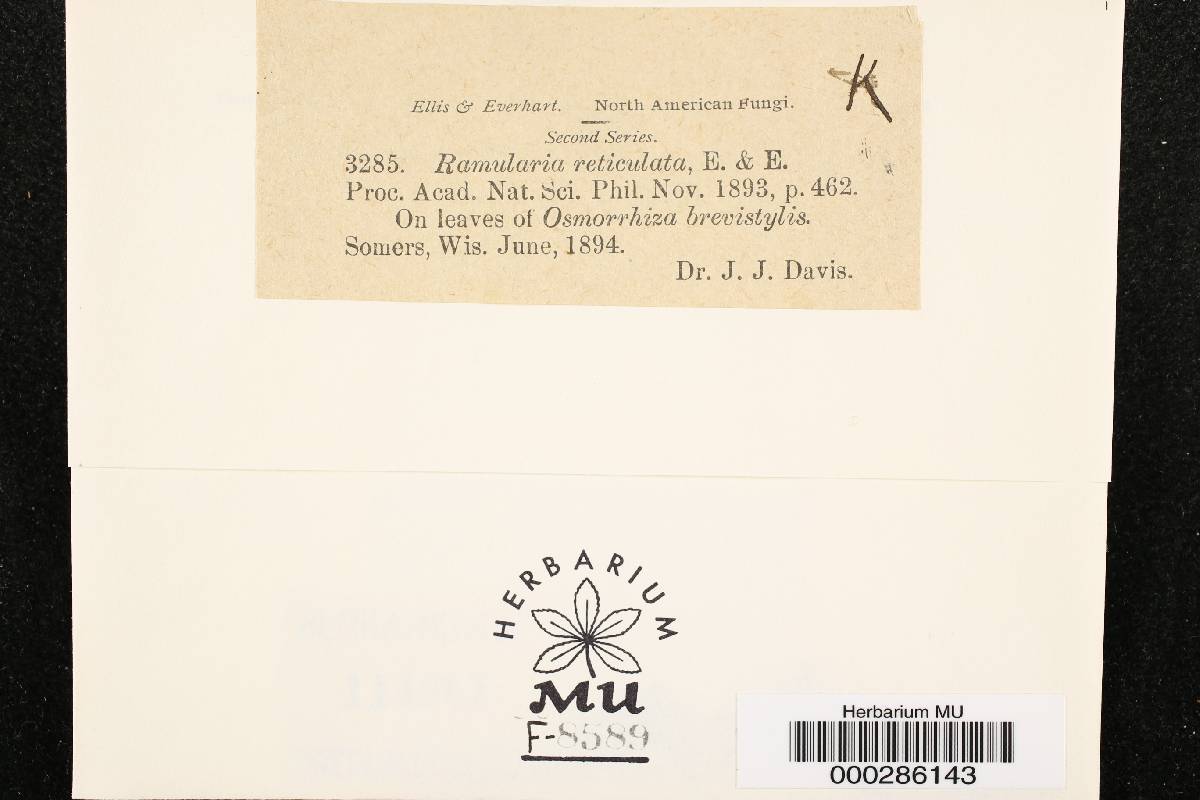 K
Ellis & Everhart. North American Fungi.
Second Series.
3285. Ramularia reticulata, E. & E.
Proc. Acad. Nat. Sci. Phil. Nov. 1893, p. 462.
On leaves of Osmorrhiza brevistylis.
Somers, Wis. June, 1894.
Dr. J. J. Davis.
HERBARIUM
MU
F-8589
Herbarium MU
000286143